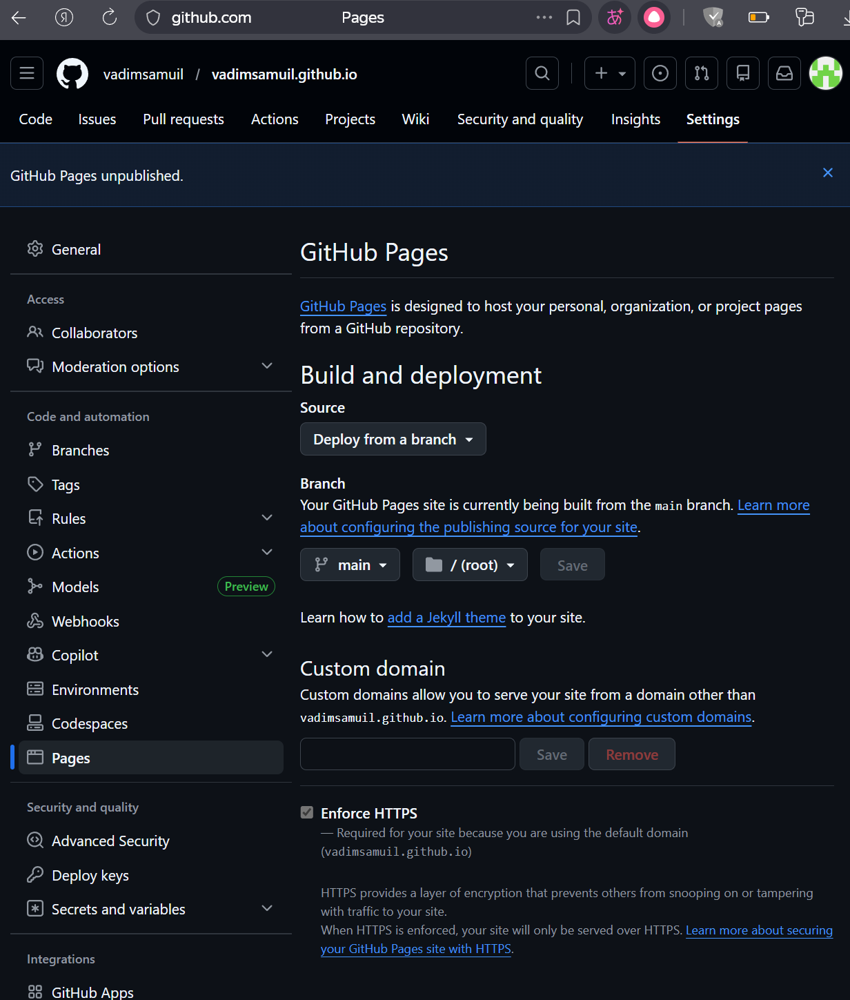 github.com
Pages
vadimsamuil / vadimsamuil.github.io
Code
Issues
Pull requests
Actions
Projects
Wiki
Security and quality
Insights
Settings
GitHub Pages unpublished.
General
Access
Collaborators
Moderation options
Code and automation
Branches
Tags
Rules
Actions
Models
Preview
Webhooks
Copilot
Environments
Codespaces
Pages
Security and quality
Advanced Security
Deploy keys
Secrets and variables
Integrations
GitHub Apps
GitHub Pages
GitHub Pages is designed to host your personal, organization, or project pages
from a GitHub repository.
Build and deployment
Source
Deploy from a branch
Branch
Your GitHub Pages site is currently being built from the main branch. Learn more
about configuring the publishing source for your site.
main
/ (root)
Save
Learn how to add a Jekyll theme to your site.
Custom domain
Custom domains allow you to serve your site from a domain other than
vadimsamuil.github.io. Learn more about configuring custom domains.
Save
Remove
Enforce HTTPS
— Required for your site because you are using the default domain
(vadimsamuil.github.io)
HTTPS provides a layer of encryption that prevents others from snooping on or tampering
with traffic to your site.
When HTTPS is enforced, your site will only be served over HTTPS. Learn more about securing
your GitHub Pages site with HTTPS.